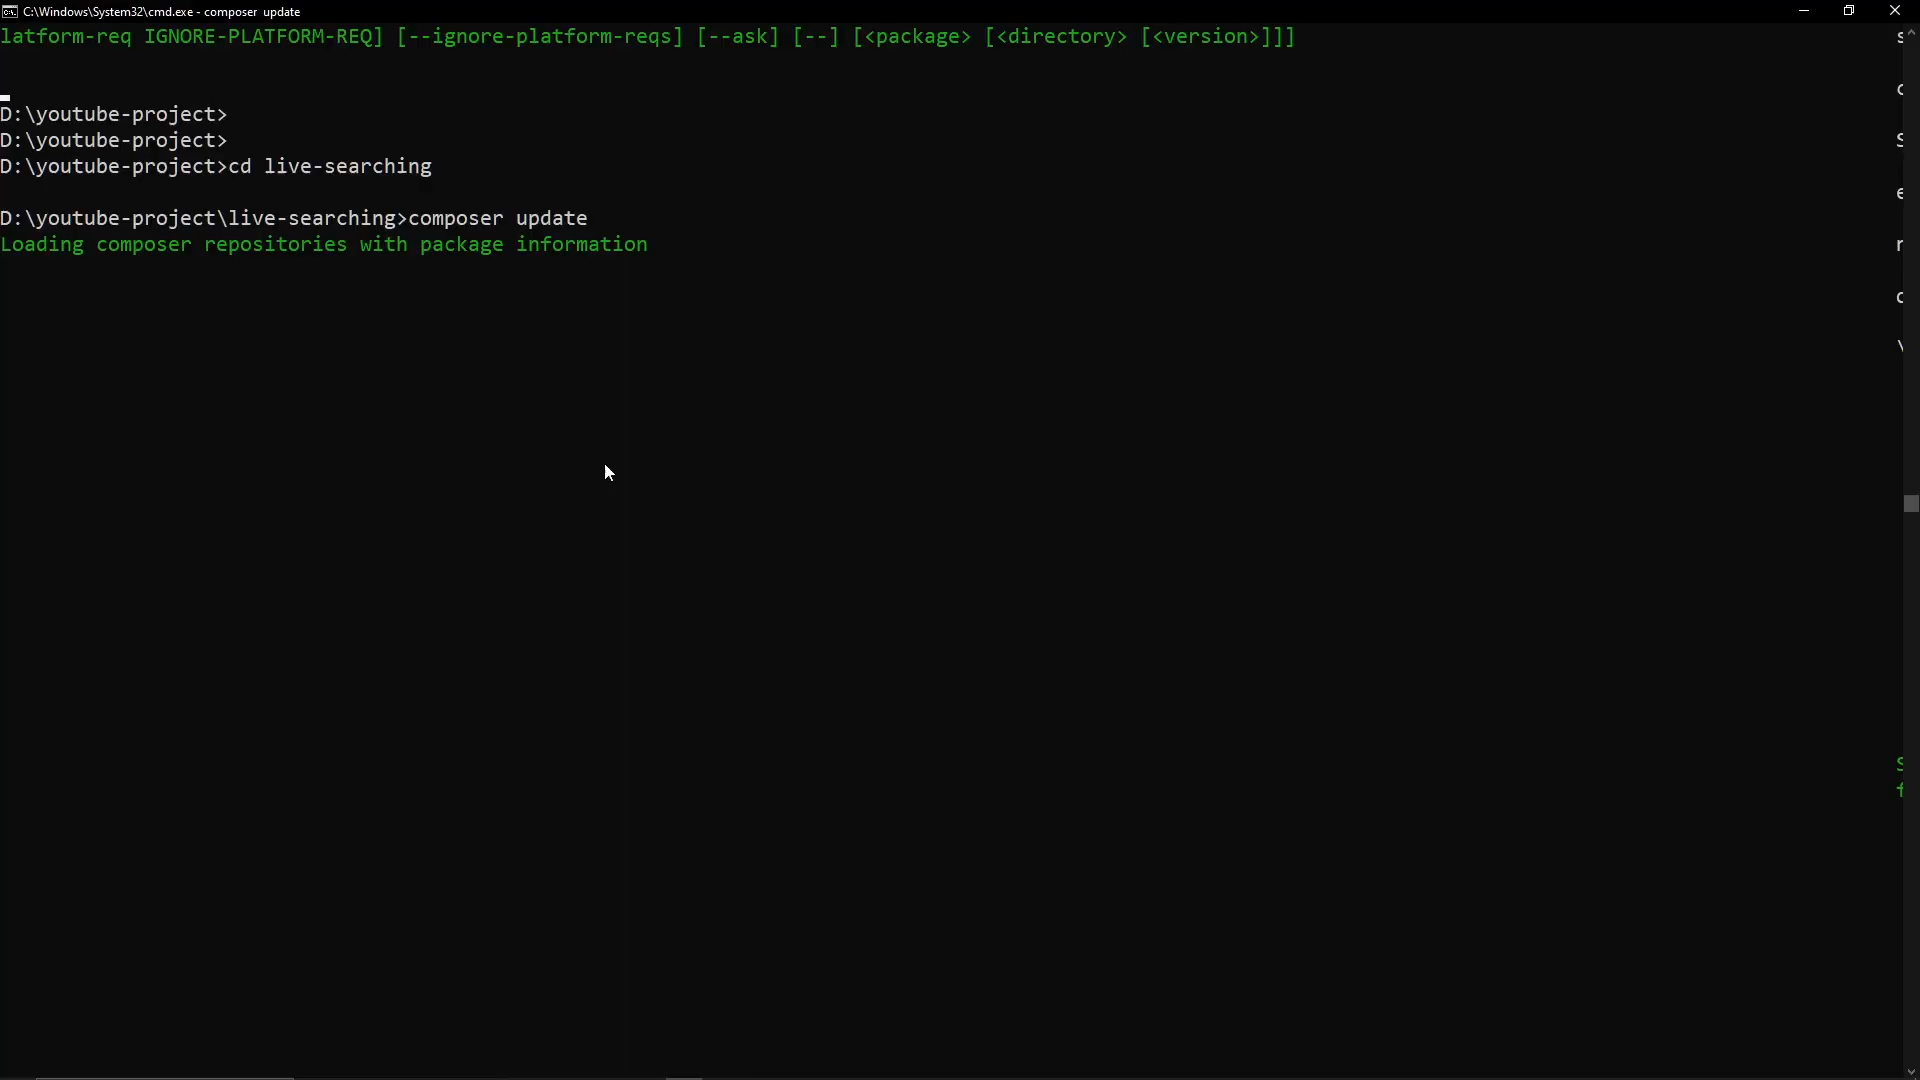 C:\Windows\System32\cmd.exe - composer update
latform-req IGNORE-PLATFORM-REQ] [--ignore-platform-reqs] [--ask] [--] [<package> [<directory> [<version>]]]
D:\youtube-project>
D:\youtube-project>
D:\youtube-project>cd live-searching
D:\youtube-project\live-searching>composer update
Loading composer repositories with package information